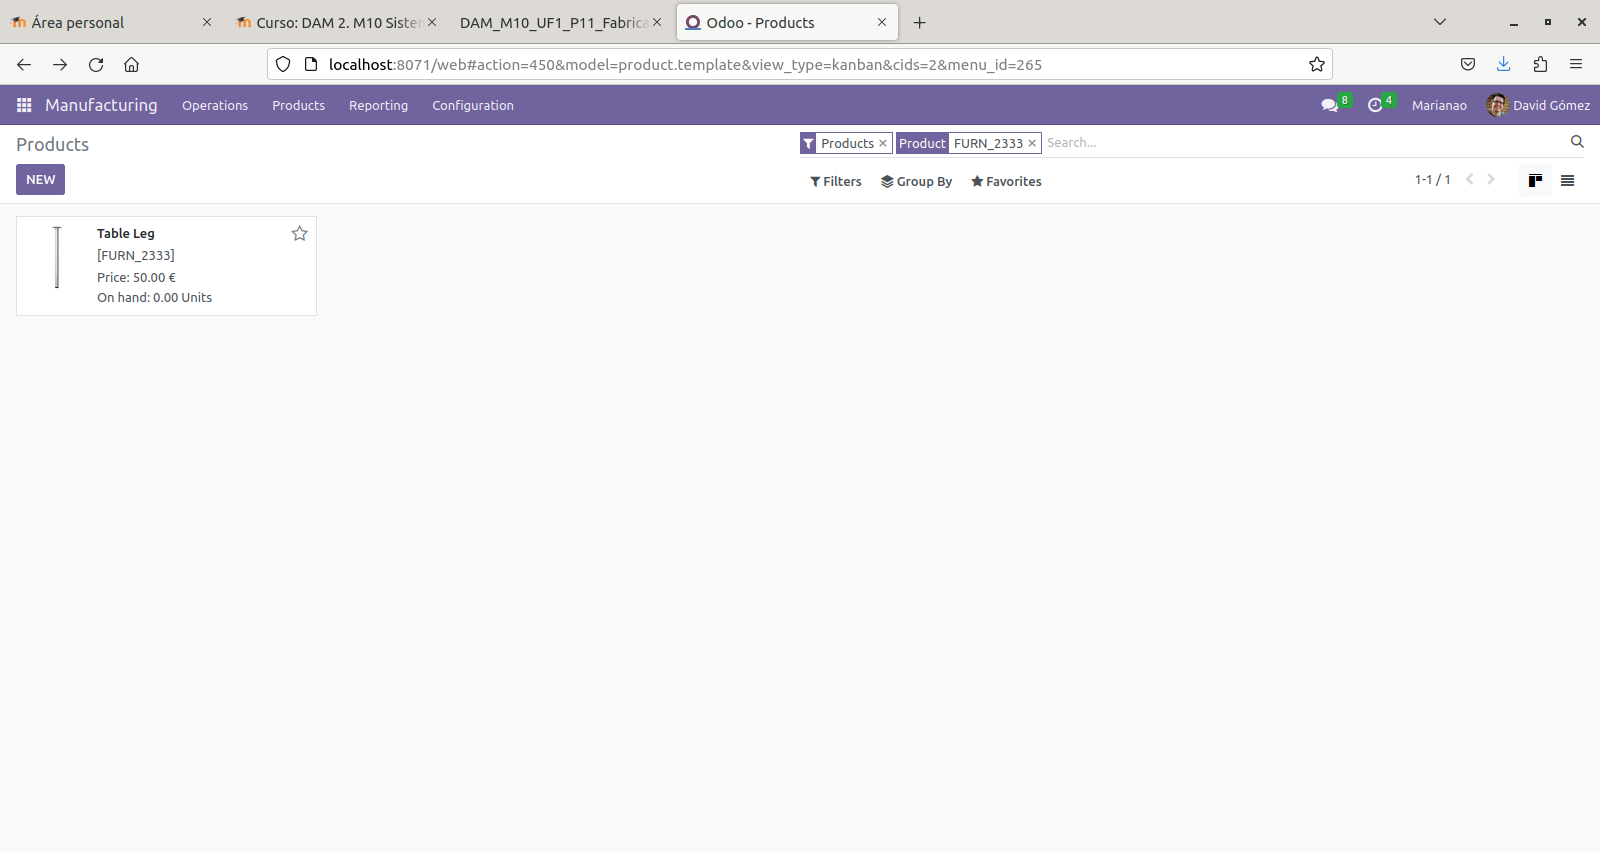 Área personal
Curso: DAM 2. M10 Sister
DAM_M10_UF1_P11_Fabrica
Odoo - Products
localhost:8071/web#action=450&model=product.template&view_type=kanban&cids=2&menu_id=265
Manufacturing
Operations
Products
Reporting
Configuration
8
4
Marianao
David Gómez
Products
Products
Product
FURN_2333
Search...
NEW
Filters
Group By
Favorites
1-1 / 1
Table Leg
[FURN_2333]
Price: 50.00 €
On hand: 0.00 Units